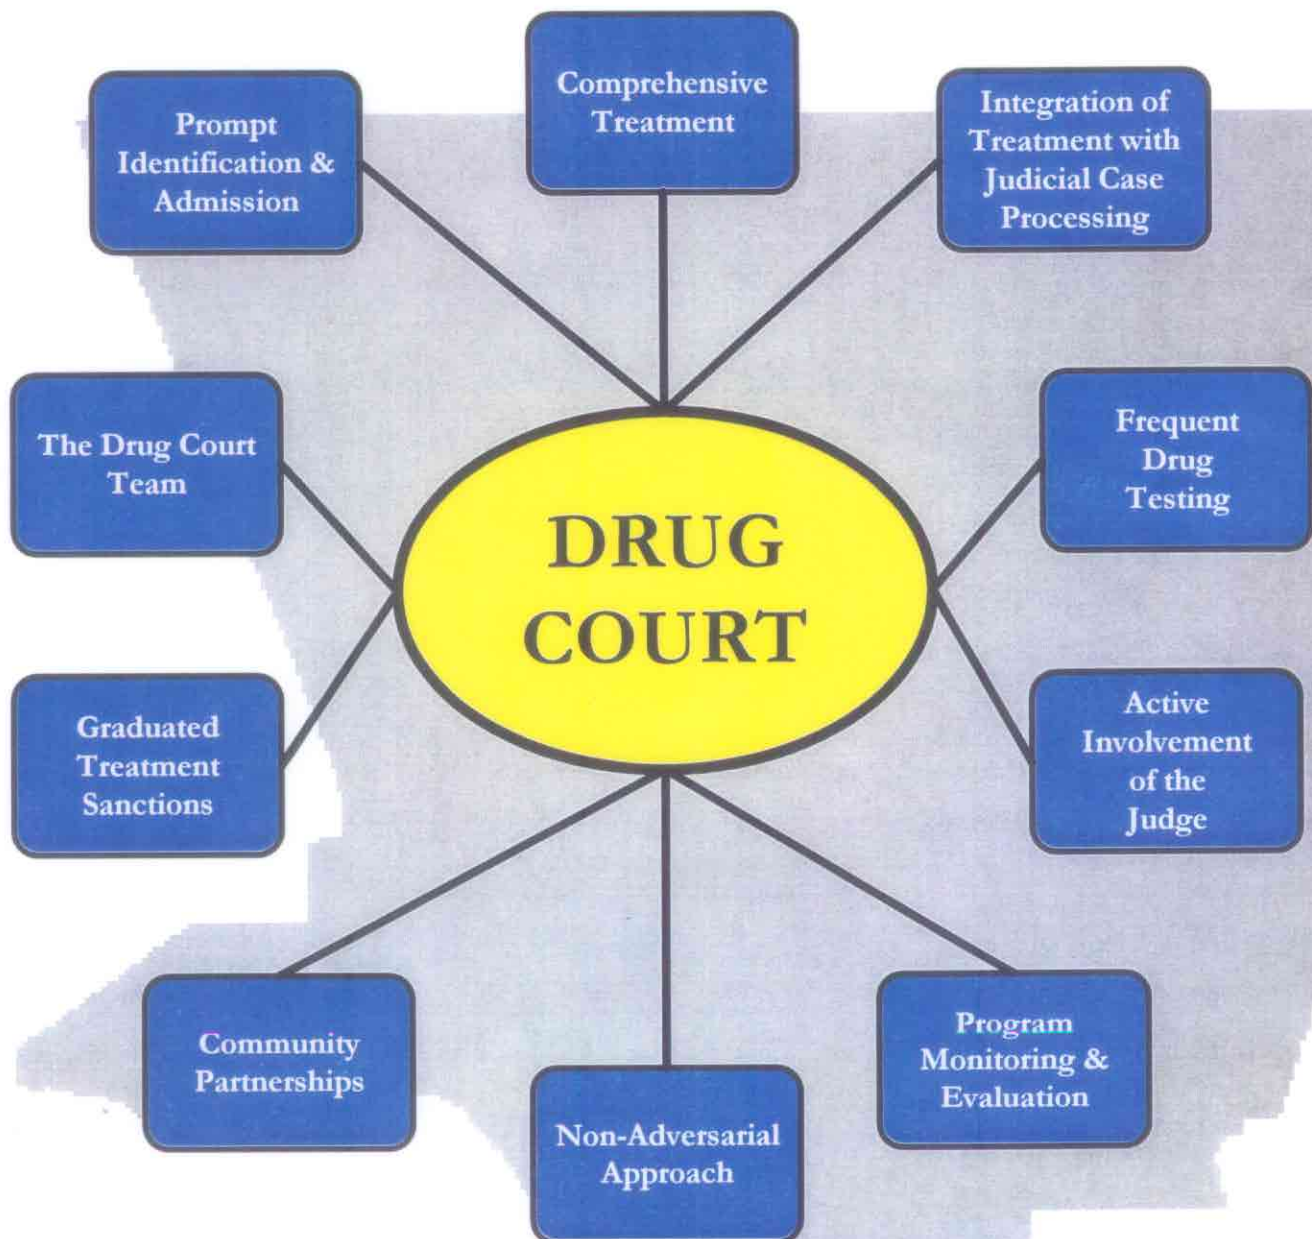 Comprehensive
Treatment
Prompt
Identification &
Admission
Integration of
Treatment with
Judicial Case
Processing
The Drug Court
Team
Frequent
Drug
Testing
DRUG
COURT
Graduated
Treatment
Sanctions
Active
Involvement
of the
Judge
Community
Partnerships
Program
Monitoring &
Evaluation
Non-Adversarial
Approach